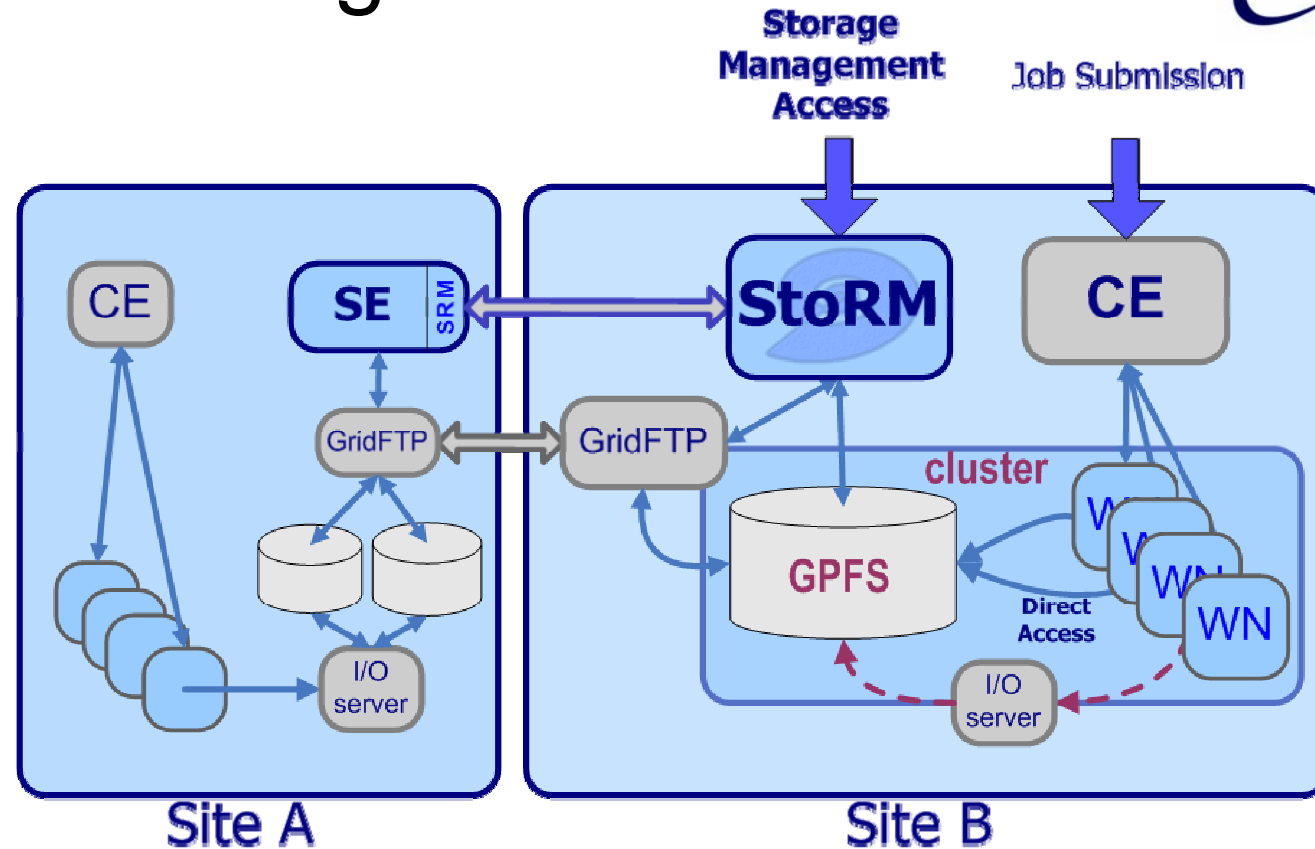 Storage
Management
Access
Job Submission
CE
SE
SRM
StoRM
CE
GridFTP
GridFTP
cluster
GPFS
Direct
Access
W
W
WN
WN
I/O
server
I/O
server
Site A
Site B